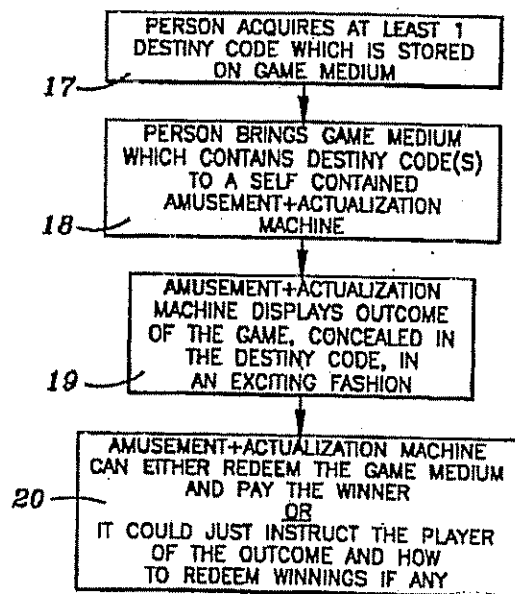 PERSON ACQUIRES AT LEAST 1
DESTINY CODE WHICH IS STORED
ON GAME MEDIUM
17
PERSON BRINGS GAME MEDIUM
WHICH CONTAINS DESTINY CODE(S)
TO A SELF CONTAINED
AMUSEMENT+ACTUALIZATION
MACHINE
18
AMUSEMENT+ACTUALIZATION
MACHINE DISPLAYS OUTCOME
OF THE GAME, CONCEALED IN
THE DESTINY CODE, IN
AN EXCITING FASHION
19
AMUSEMENT+ACTUALIZATION MACHINE
CAN EITHER REDEEM THE GAME MEDIUM
AND PAY THE WINNER
OR
IT COULD JUST INSTRUCT THE PLAYER
OF THE OUTCOME AND HOW
TO REDEEM WINNINGS IF ANY
20